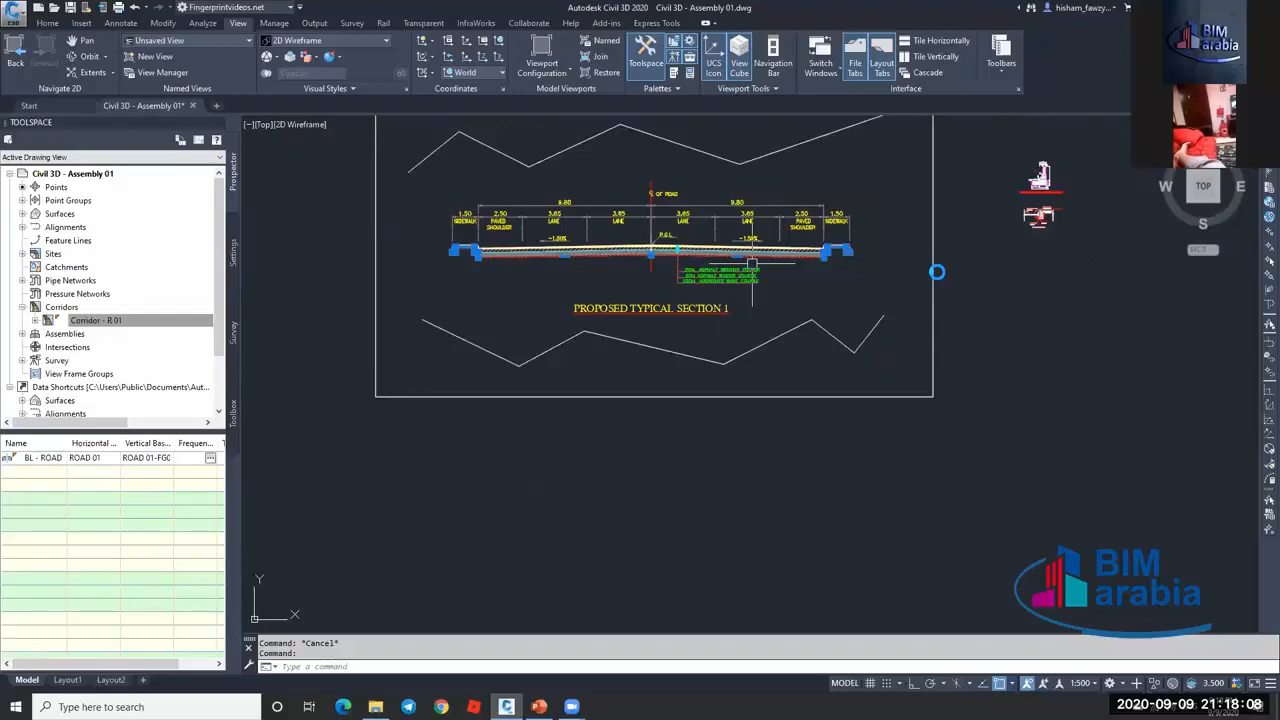 Fingerprintvideos.net
Autodesk Civil 3D 2020 Civil 3D - Assembly 01.dwg
hisham_fawzy...
C3D
Home Insert Annotate Modify Analyze View Manage Output Survey Rail Transparent InfraWorks Collaborate Help Add-ins Express Tools
Back
Forward
Pan
Orbit
Extents
Navigate 2D
Unsaved View
New View
View Manager
Named Views
2D Wireframe
Opacity 60
Visual Styles
World
Coordinates
Viewport
Configuration
Named
Join
Restore
Model Viewports
Toolspace
Palettes
UCS
Icon
View
Cube
Navigation
Bar
Viewport Tools
Switch
Windows
File
Tabs
Layout
Tabs
Tile Horizontally
Tile Vertically
Cascade
Interface
Toolbars
Start
Civil 3D - Assembly 01*
TOOLSPACE
Active Drawing View
Civil 3D - Assembly 01
Points
Point Groups
Surfaces
Alignments
Feature Lines
Sites
Catchments
Pipe Networks
Pressure Networks
Corridors
Corridor - R 01
Assemblies
Intersections
Survey
View Frame Groups
Data Shortcuts [C:\Users\Public\Documents\Aut...
Surfaces
Alignments
Prospector
Settings
Survey
Toolbox
Name Horizontal ... Vertical Bas... Frequen...
BL - ROAD ROAD 01 ROAD 01-FG0 ...
[−][Top][2D Wireframe]
OF ROAD
9.80 9.80
1.50 2.50 3.65 3.65 3.65 3.65 2.50 1.50
SIDEWALK PAVED SHOULDER LANE LANE LANE LANE PAVED SHOULDER SIDEWALK
P.G.L
PROPOSED TYPICAL SECTION 1
W TOP E
S
WCS
Y
X
BIM
arabia
BIM
arabia
Command: *Cancel*
Command:
Type a command
Model Layout1 Layout2 +
MODEL 1:500 3.500
Type here to search
2020-09-09 21:18:08